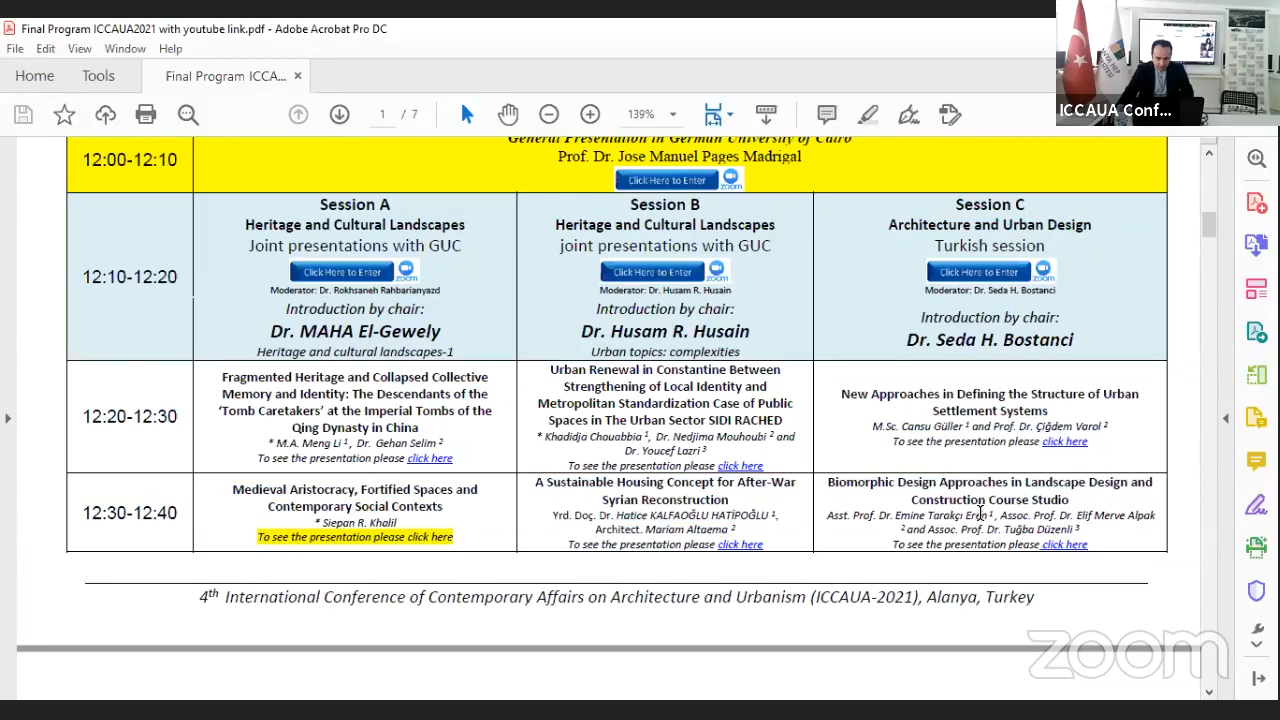 Final Program ICCAUA2021 with youtube link.pdf - Adobe Acrobat Pro DC
File Edit View Window Help
Home Tools Final Program ICCA... ×
1 / 7 139%
ICCAUA Conf...
General Presentation in German University of Cairo
12:00-12:10
Prof. Dr. Jose Manuel Pages Madrigal
Click Here to Enter zoom
12:10-12:20
Session A
Heritage and Cultural Landscapes
Joint presentations with GUC
Click Here to Enter zoom
Moderator: Dr. Rokhsaneh Rahbarianyazd
Introduction by chair:
Dr. MAHA El-Gewely
Heritage and cultural landscapes-1
Session B
Heritage and Cultural Landscapes
joint presentations with GUC
Click Here to Enter zoom
Moderator: Dr. Husam R. Husain
Introduction by chair:
Dr. Husam R. Husain
Urban topics: complexities
Session C
Architecture and Urban Design
Turkish session
Click Here to Enter zoom
Moderator: Dr. Seda H. Bostanci
Introduction by chair:
Dr. Seda H. Bostanci
12:20-12:30
Fragmented Heritage and Collapsed Collective
Memory and Identity: The Descendants of the
‘Tomb Caretakers’ at the Imperial Tombs of the
Qing Dynasty in China
* M.A. Meng Li ¹, Dr. Gehan Selim ²
To see the presentation please click here
Urban Renewal in Constantine Between
Strengthening of Local Identity and
Metropolitan Standardization Case of Public
Spaces in The Urban Sector SIDI RACHED
* Khadidja Chouabbia ¹, Dr. Nedjima Mouhoubi ² and
Dr. Youcef Lazri ³
To see the presentation please click here
New Approaches in Defining the Structure of Urban
Settlement Systems
M.Sc. Cansu Güller ¹ and Prof. Dr. Çiğdem Varol ²
To see the presentation please click here
12:30-12:40
Medieval Aristocracy, Fortified Spaces and
Contemporary Social Contexts
* Siepan R. Khalil
To see the presentation please click here
A Sustainable Housing Concept for After-War
Syrian Reconstruction
Yrd. Doç. Dr. Hatice KALFAOĞLU HATİPOĞLU ¹,
Architect. Mariam Altaema ²
To see the presentation please click here
Biomorphic Design Approaches in Landscape Design and
Construction Course Studio
Asst. Prof. Dr. Emine Tarakçı Eren ¹, Assoc. Prof. Dr. Elif Merve Alpak
² and Assoc. Prof. Dr. Tuğba Düzenli ³
To see the presentation please click here
4th International Conference of Contemporary Affairs on Architecture and Urbanism (ICCAUA-2021), Alanya, Turkey
zoom